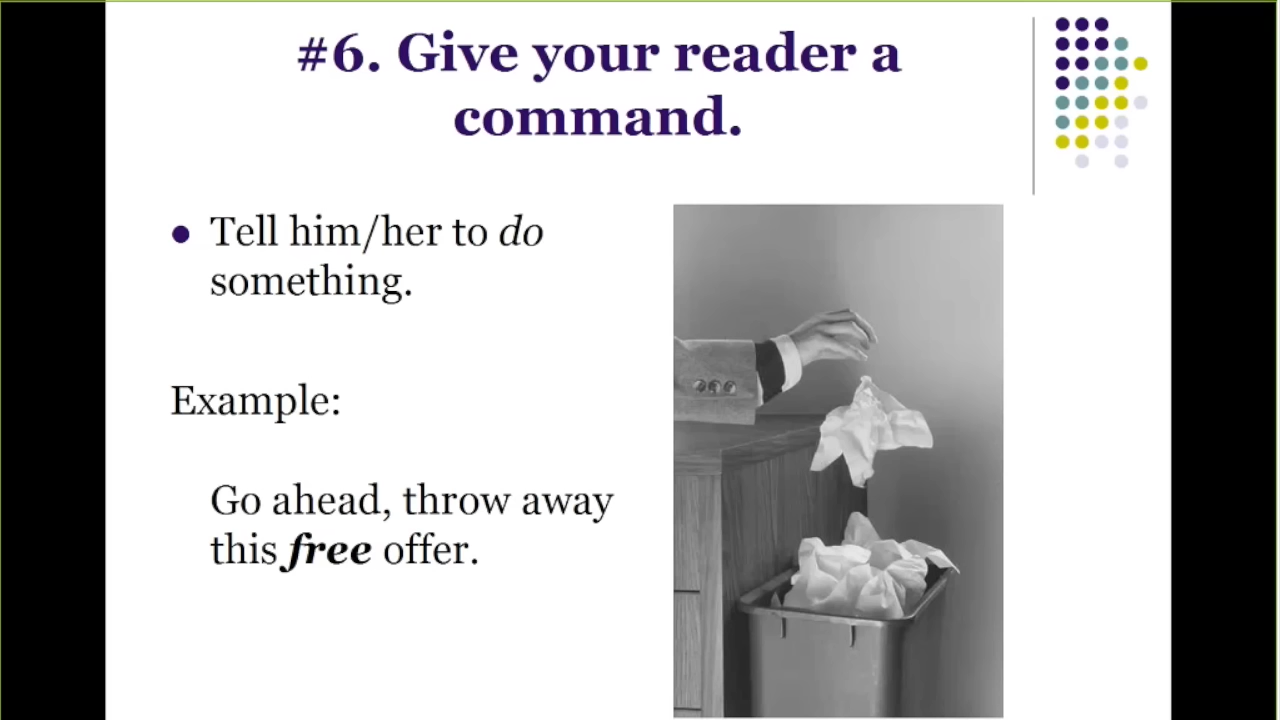 #6. Give your reader a
command.
Tell him/her to do
something.
Example:
Go ahead, throw away
this free offer.